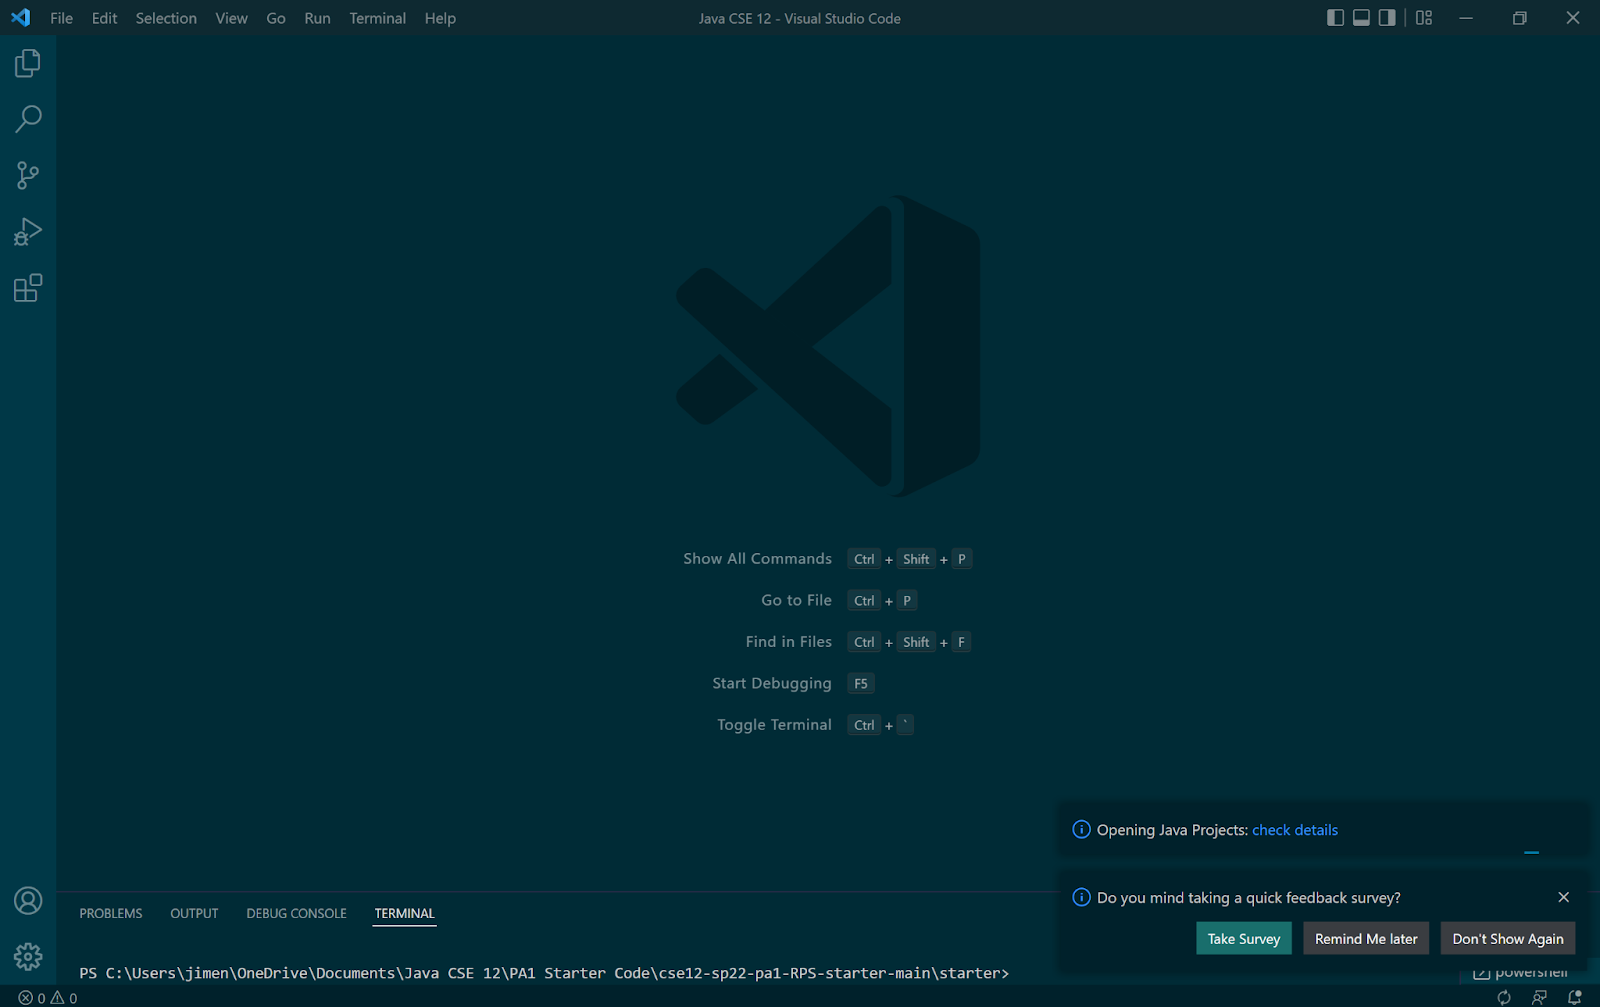 File Edit Selection View Go Run Terminal Help
Java CSE 12 - Visual Studio Code
Show All Commands Ctrl + Shift + P
Go to File Ctrl + P
Find in Files Ctrl + Shift + F
Start Debugging F5
Toggle Terminal Ctrl + `
Opening Java Projects: check details
Do you mind taking a quick feedback survey?
Take Survey Remind Me later Don't Show Again
PROBLEMS OUTPUT DEBUG CONSOLE TERMINAL
powershell
PS C:\Users\jimen\OneDrive\Documents\Java CSE 12\PA1 Starter Code\cse12-sp22-pa1-RPS-starter-main\starter>
0 0